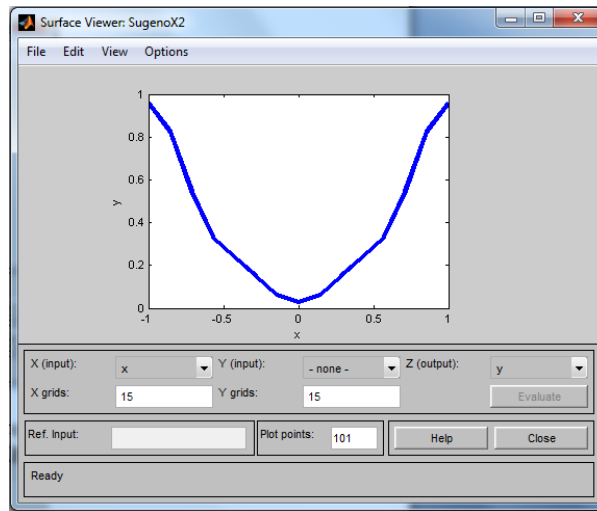 Surface Viewer: SugenoX2
File Edit View Options
1
0.8
0.6
0.4
0.2
0
y
-1 -0.5 0 0.5 1
x
X (input): x Y (input): - none - Z (output): y
X grids: 15 Y grids: 15 Evaluate
Ref. Input: Plot points: 101 Help Close
Ready